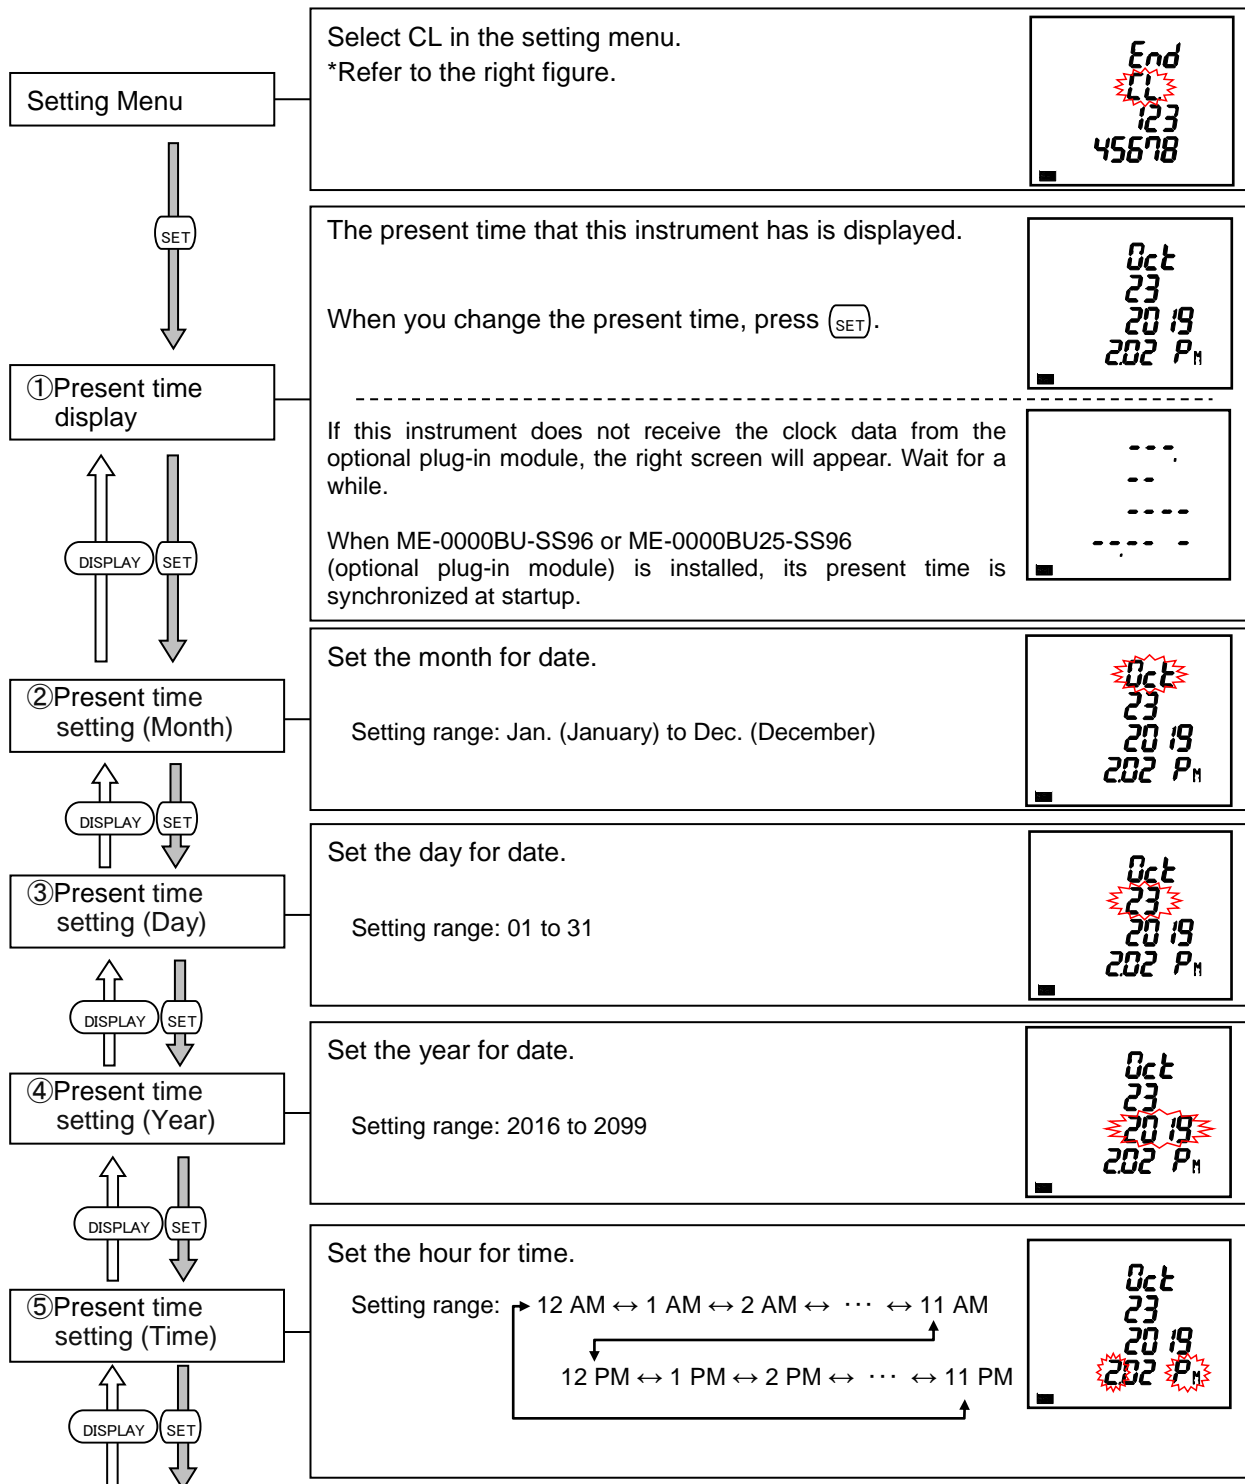 Setting Menu
Select CL in the setting menu.
*Refer to the right figure.
End
CL
123
45678
SET
The present time that this instrument has is displayed.
When you change the present time, press SET.
Oct
23
2019
2.02 PM
①Present time
display
If this instrument does not receive the clock data from the
optional plug-in module, the right screen will appear. Wait for a
while.
When ME-0000BU-SS96 or ME-0000BU25-SS96
(optional plug-in module) is installed, its present time is
synchronized at startup.
---.
--
----
--.-- -
DISPLAY SET
②Present time
setting (Month)
Set the month for date.
Setting range: Jan. (January) to Dec. (December)
Oct
23
2019
2.02 PM
DISPLAY SET
③Present time
setting (Day)
Set the day for date.
Setting range: 01 to 31
Oct
23
2019
2.02 PM
DISPLAY SET
④Present time
setting (Year)
Set the year for date.
Setting range: 2016 to 2099
Oct
23
2019
2.02 PM
DISPLAY SET
⑤Present time
setting (Time)
Set the hour for time.
Setting range: 12 AM ↔ 1 AM ↔ 2 AM ↔ ⋯ ↔ 11 AM
12 PM ↔ 1 PM ↔ 2 PM ↔ ⋯ ↔ 11 PM
Oct
23
2019
2.02 PM
DISPLAY SET